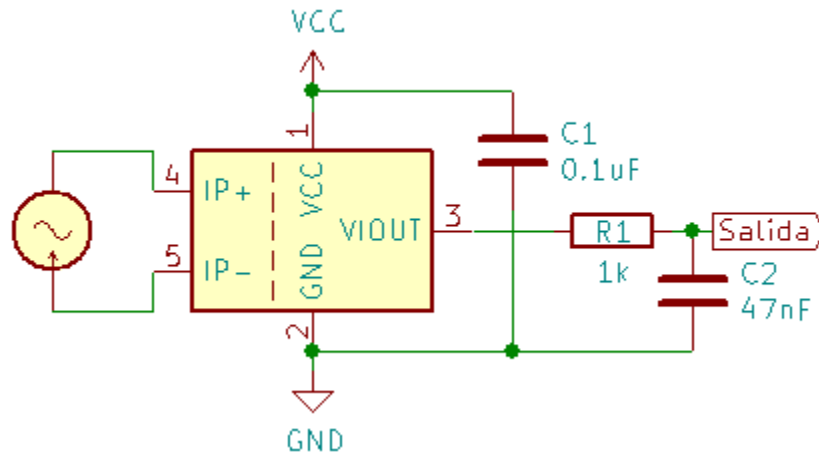 VCC
1
C1
0.1uF
4
IP+
VCC
VIOUT
3
R1
1k
Salida
5
IP-
GND
C2
47nF
2
GND